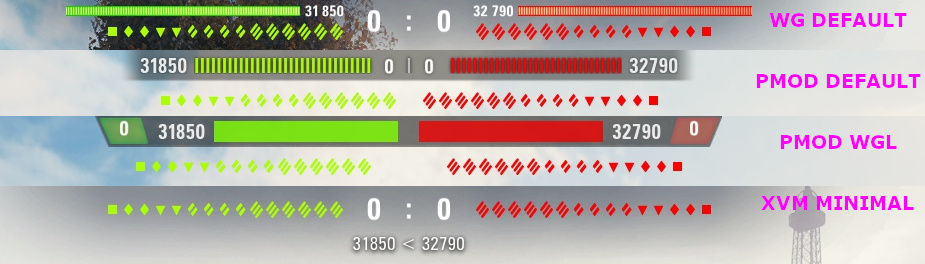 31 850 0 : 0 32 790 WG DEFAULT
31850 0 | 0 32790 PMOD DEFAULT
0 31850 32790 0 PMOD WGL
0 : 0 XVM MINIMAL
31850 < 32790